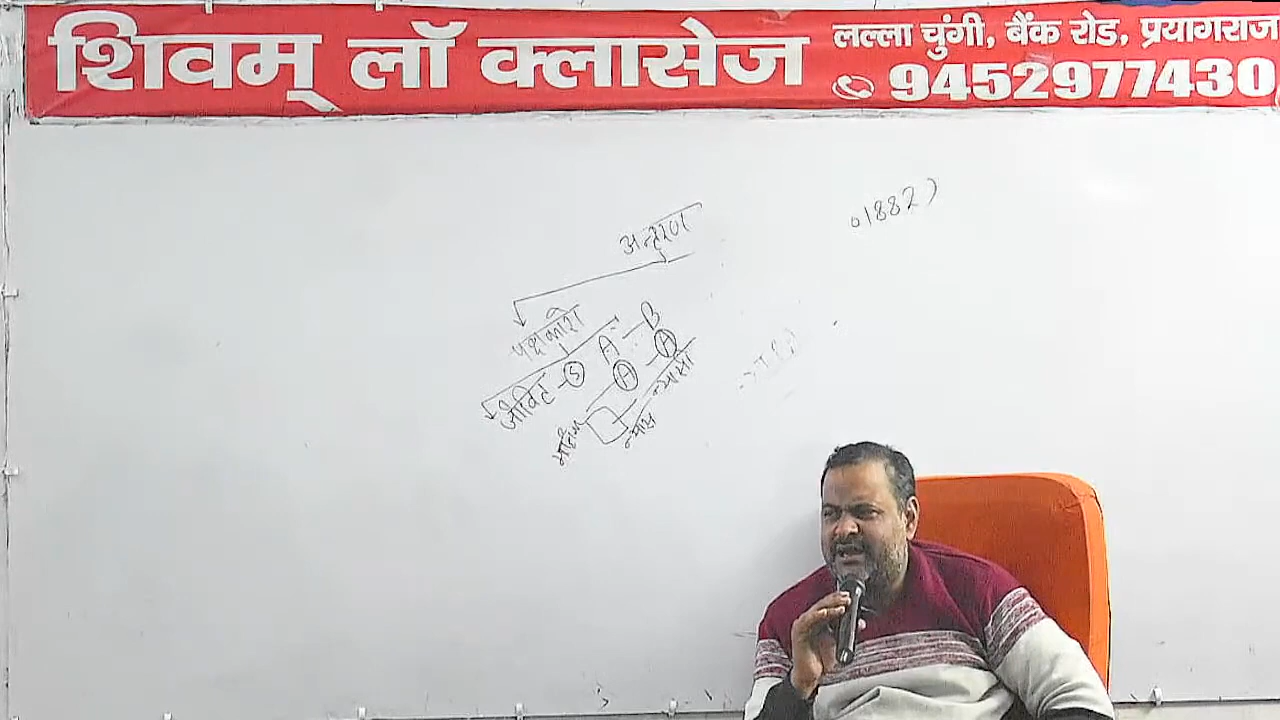 शिवम् लॉ क्लासेज
लल्ला चुंगी, बैंक रोड, प्रयागराज
9452977430
1882)
अन्तरण
पक्षकारों
A - B
जीवित - S A - A
न्यास